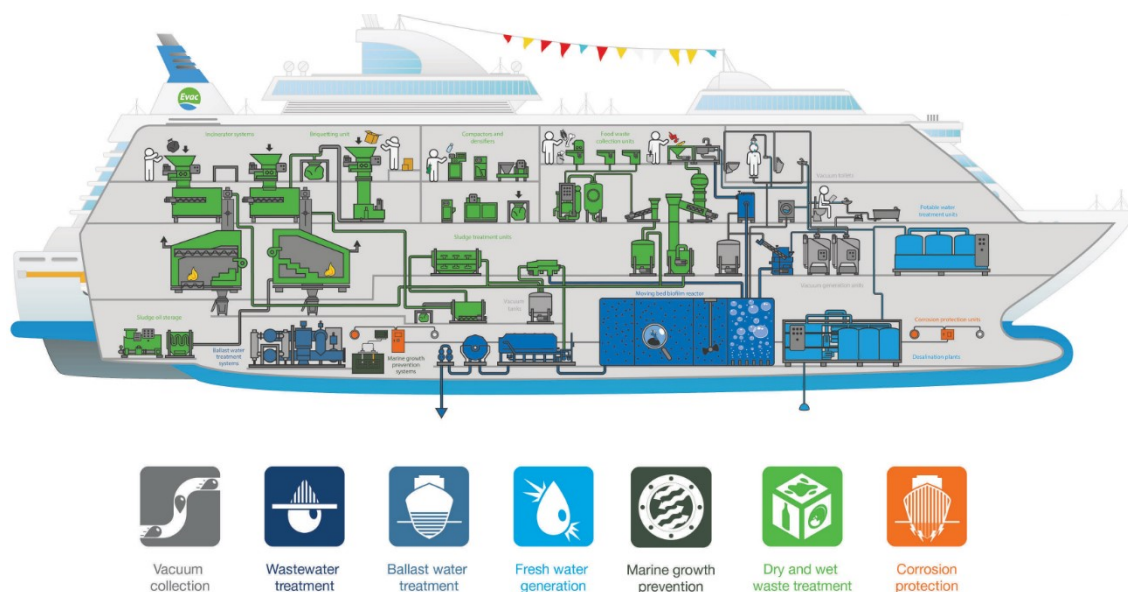 Evac
Incinerator systems
Briquetting unit
Compactors and
densifiers
Food waste
collection units
Vacuum toilets
Potable water
treatment units
Sludge treatment units
Vacuum generation units
Vacuum
tanks
Moving bed biofilm reactor
Sludge oil storage
Ballast water
treatment
systems
Marine growth
prevention
systems
Corrosion protection units
Desalination plants
Vacuum
collection
Wastewater
treatment
Ballast water
treatment
Fresh water
generation
Marine growth
prevention
Dry and wet
waste treatment
Corrosion
protection